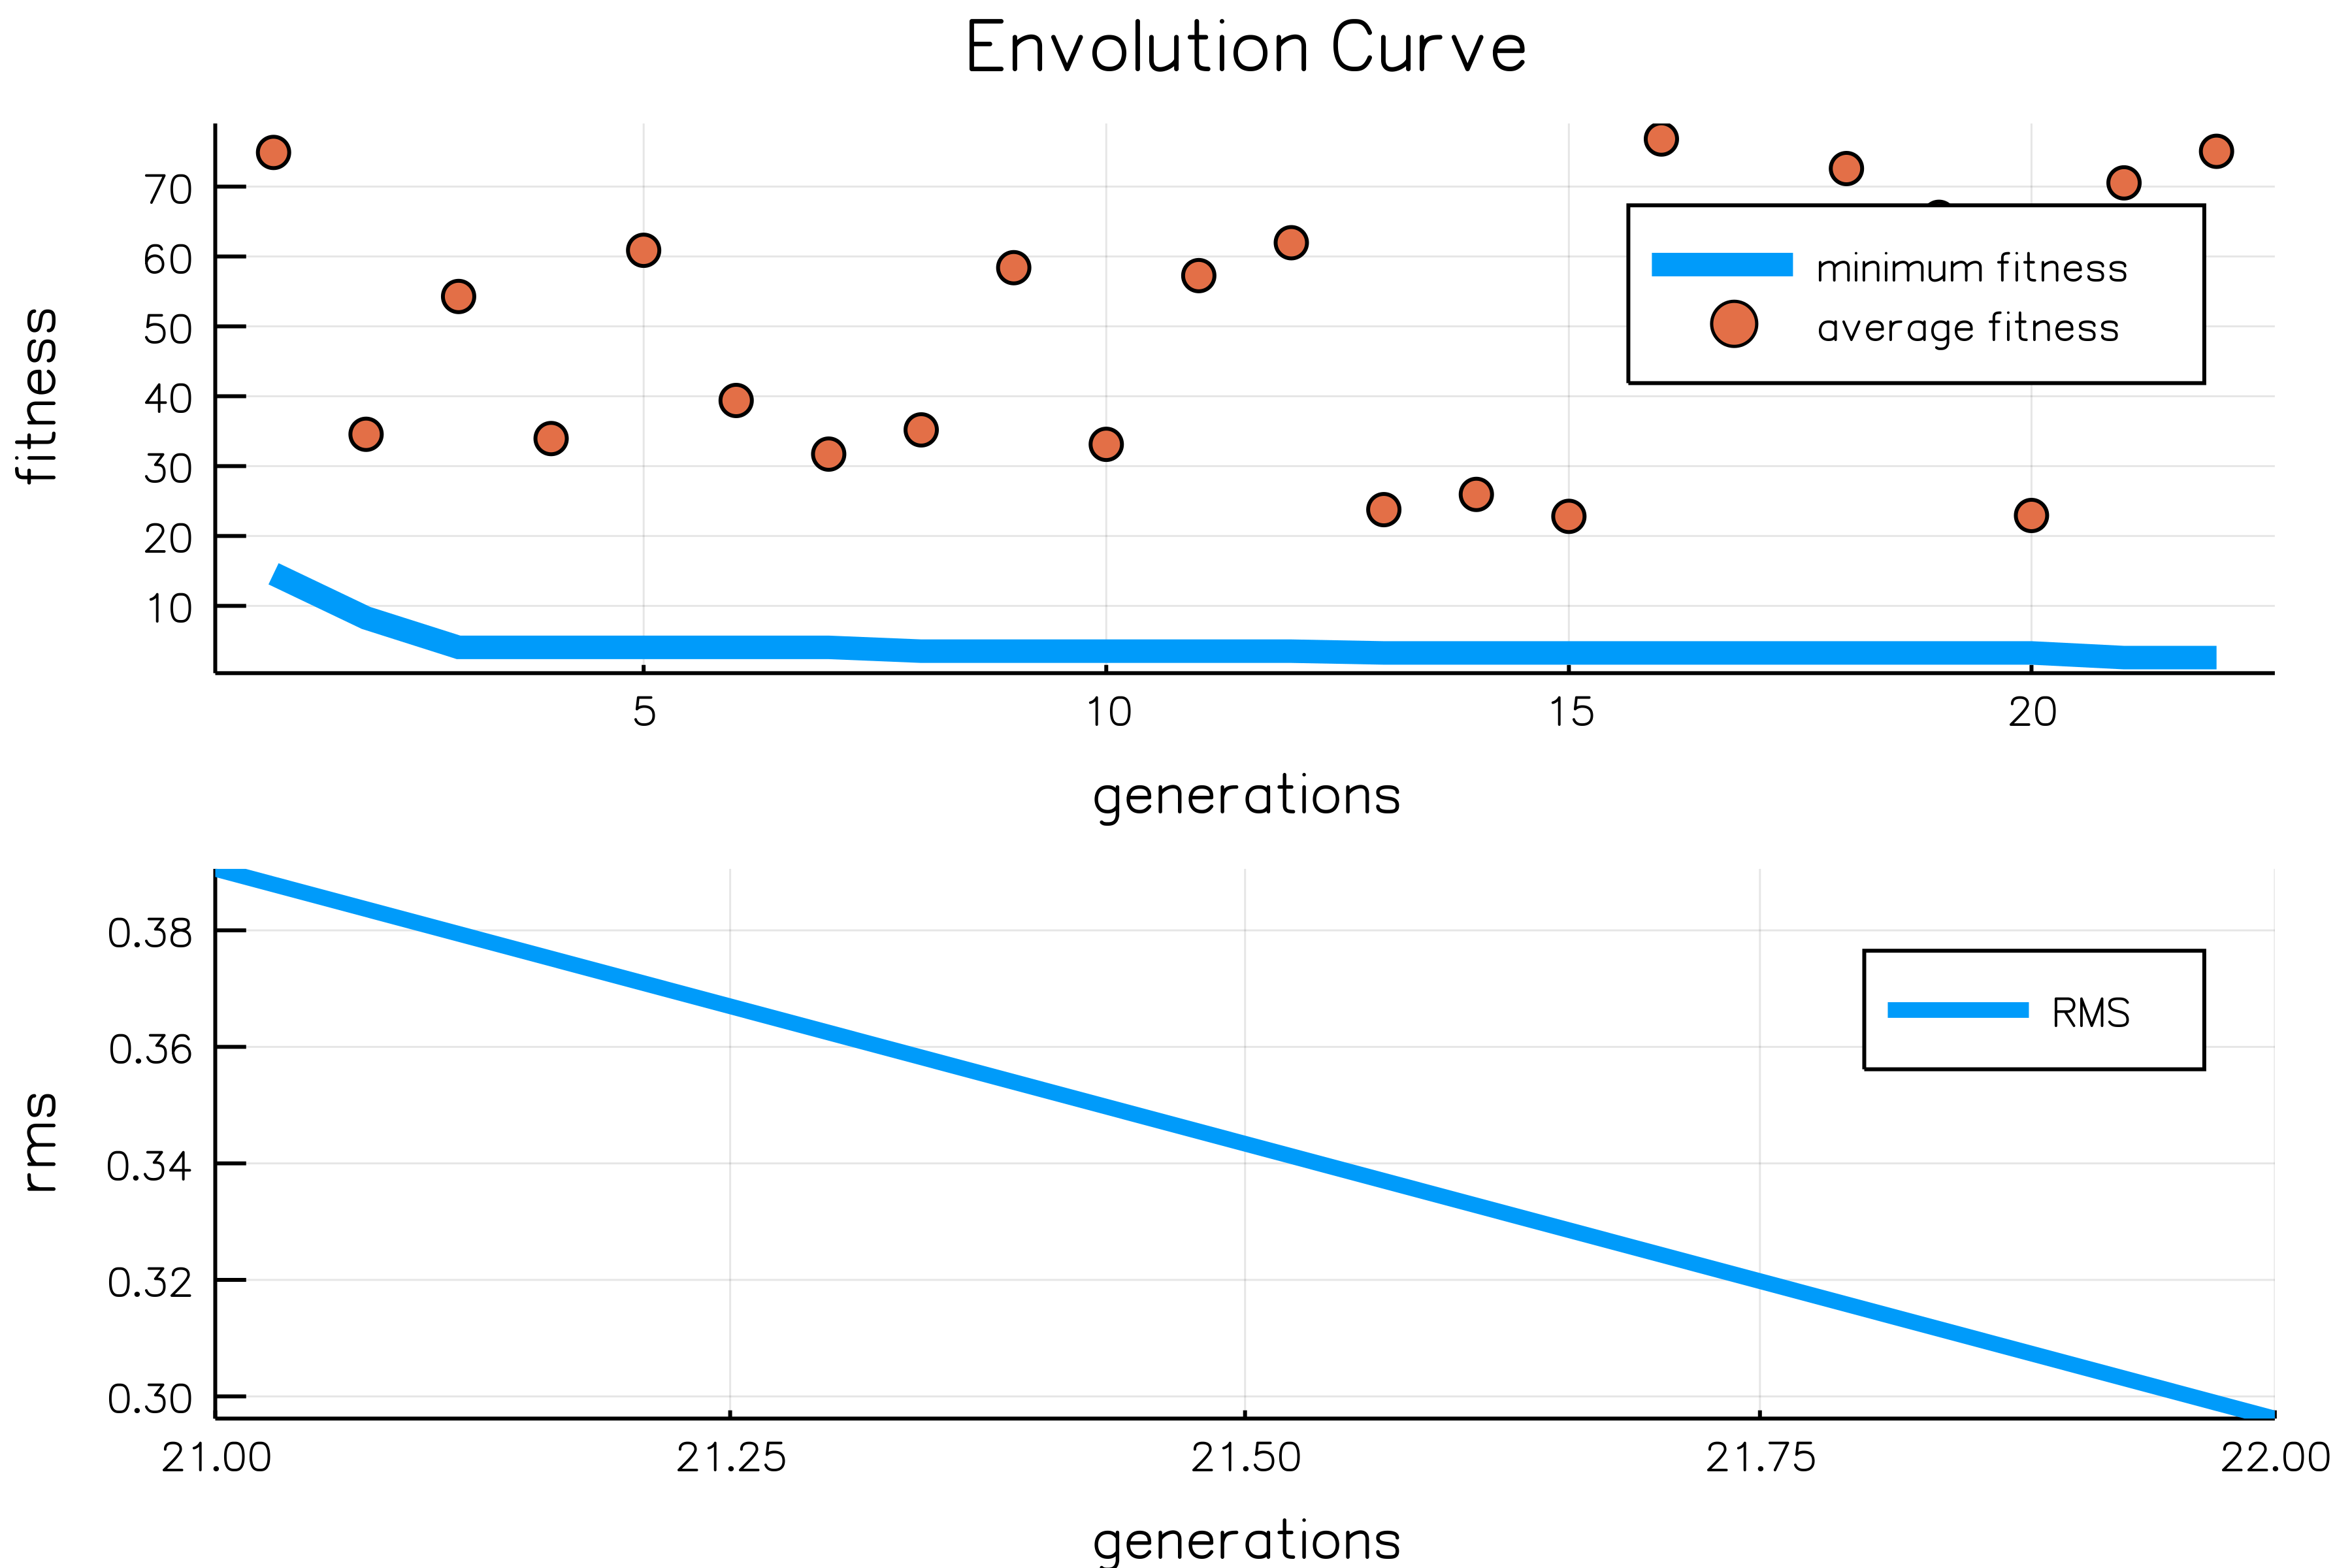 Envolution Curve
fitness
70
60
50
40
30
20
10
minimum fitness
average fitness
5 10 15 20
generations
rms
0.38
0.36
0.34
0.32
0.30
RMS
21.00 21.25 21.50 21.75 22.00
generations